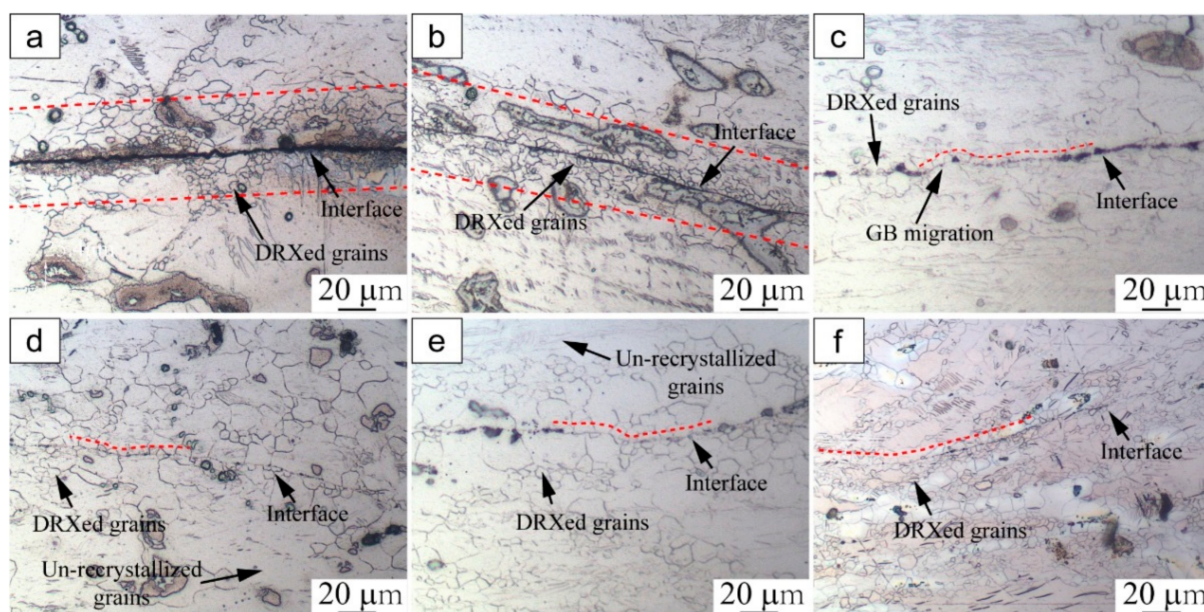 a
Interface
DRXed grains
20 μm
b
Interface
DRXed grains
20 μm
c
DRXed grains
GB migration
Interface
20 μm
d
DRXed grains
Interface
Un-recrystallized
grains
20 μm
e
Un-recrystallized
grains
Interface
DRXed grains
20 μm
f
Interface
DRXed grains
20 μm